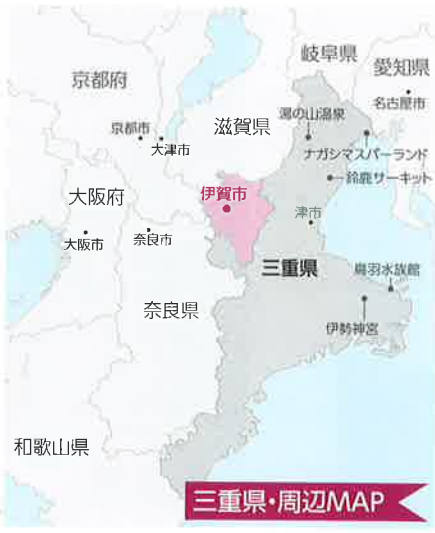 岐阜県
愛知県
京都府
名古屋市
湯の山温泉
滋賀県
京都市
大津市
ナガシマスパーランド
鈴鹿サーキット
大阪府
伊賀市
津市
大阪市
奈良市
三重県
鳥羽水族館
奈良県
伊勢神宮
和歌山県
三重県・周辺MAP